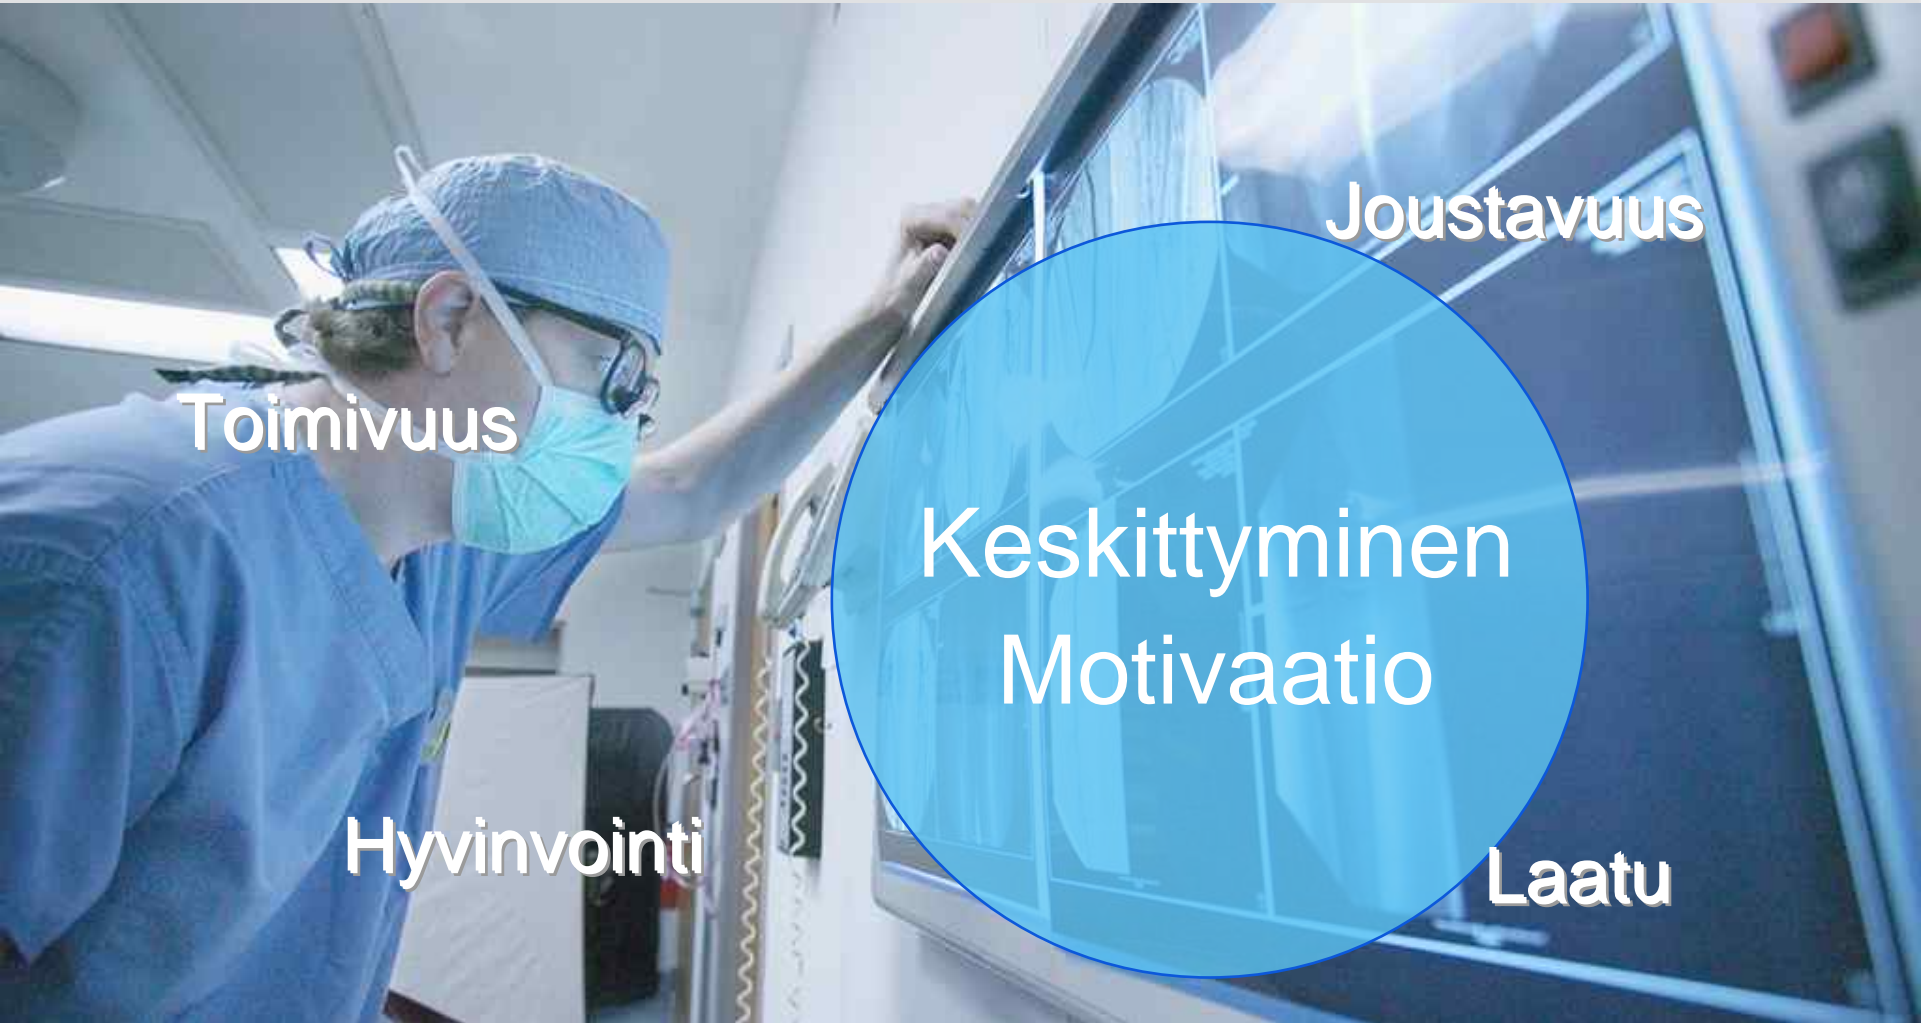 Joustavuus
Toimivuus
Keskittyminen
Motivaatio
Hyvinvointi
Laatu